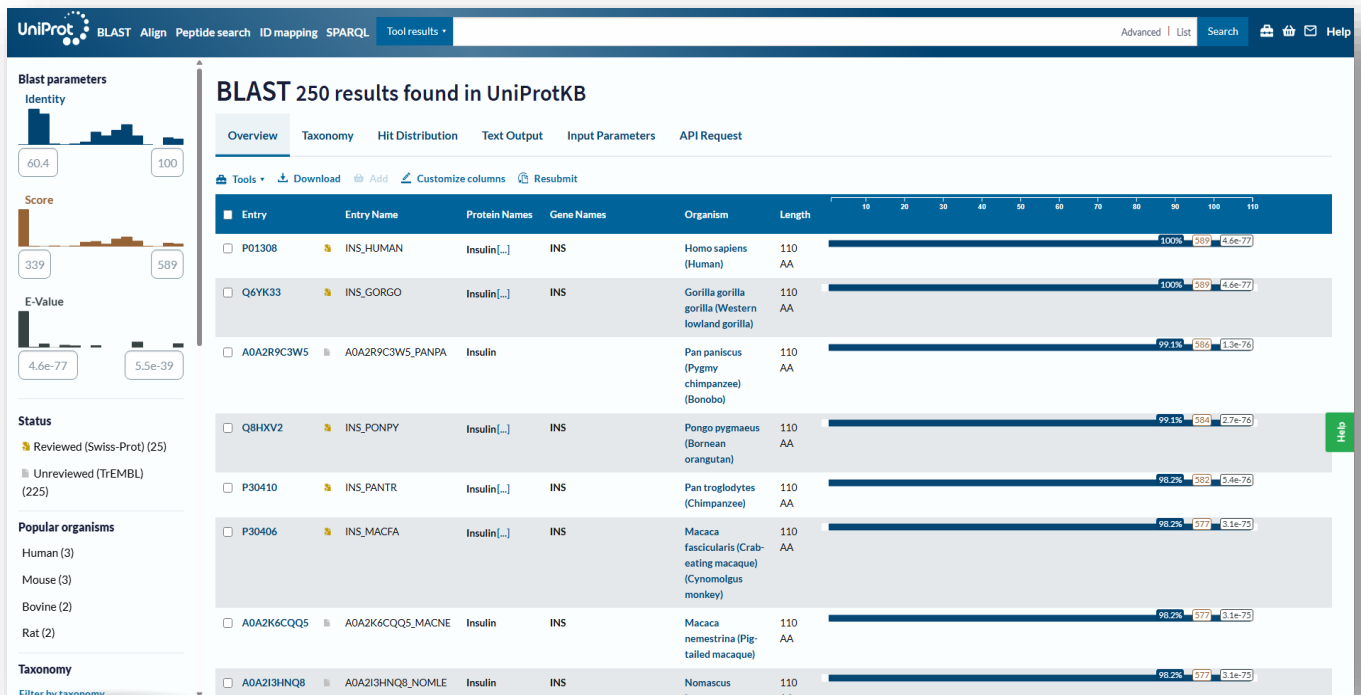 UniProt BLAST Align Peptide search ID mapping SPARQL Tool results Advanced | List Search Help
Blast parameters
Identity
60.4 100
Score
339 589
E-Value
4.6e-77 5.5e-39
Status
Reviewed (Swiss-Prot) (25)
Unreviewed (TrEMBL)
(225)
Popular organisms
Human (3)
Mouse (3)
Bovine (2)
Rat (2)
Taxonomy
Filter by taxonomy
BLAST 250 results found in UniProtKB
Overview Taxonomy Hit Distribution Text Output Input Parameters API Request
Tools Download Add Customize columns Resubmit
Entry Entry Name Protein Names Gene Names Organism Length 10 20 30 40 50 60 70 80 90 100 110
P01308 INS_HUMAN Insulin[...] INS Homo sapiens 110 100% 589 4.6e-77
(Human) AA
Q6YK33 INS_GORGO Insulin[...] INS Gorilla gorilla 110 100% 589 4.6e-77
gorilla (Western AA
lowland gorilla)
A0A2R9C3W5 A0A2R9C3W5_PANPA Insulin Pan paniscus 110 99.1% 586 1.3e-76
(Pygmy AA
chimpanzee)
(Bonobo)
Q8HXV2 INS_PONPY Insulin[...] INS Pongo pygmaeus 110 99.1% 584 2.7e-76
(Bornean AA
orangutan)
P30410 INS_PANTR Insulin[...] INS Pan troglodytes 110 98.2% 582 5.4e-76
(Chimpanzee) AA
P30406 INS_MACFA Insulin[...] INS Macaca 110 98.2% 577 3.1e-75
fascicularis (Crab- AA
eating macaque)
(Cynomolgus
monkey)
A0A2K6CQQ5 A0A2K6CQQ5_MACNE Insulin INS Macaca 110 98.2% 577 3.1e-75
nemestrina (Pig- AA
tailed macaque)
A0A2I3HNQ8 A0A2I3HNQ8_NOMLE Insulin INS Nomascus 110 98.2% 577 3.1e-75
Help